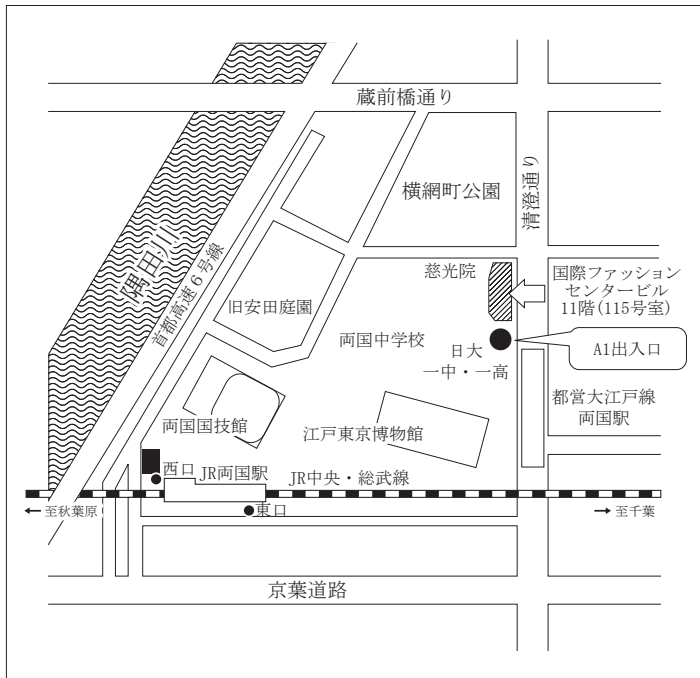 蔵前橋通り
横網町公園
清澄通り
隅田川
首都高速6号線
慈光院
国際ファッション
センタービル
11階(115号室)
旧安田庭園
両国中学校
日大
一中・一高
A1出入口
都営大江戸線
両国駅
両国国技館
江戸東京博物館
西口
JR両国駅
JR中央・総武線
←至秋葉原
東口
→至千葉
京葉道路